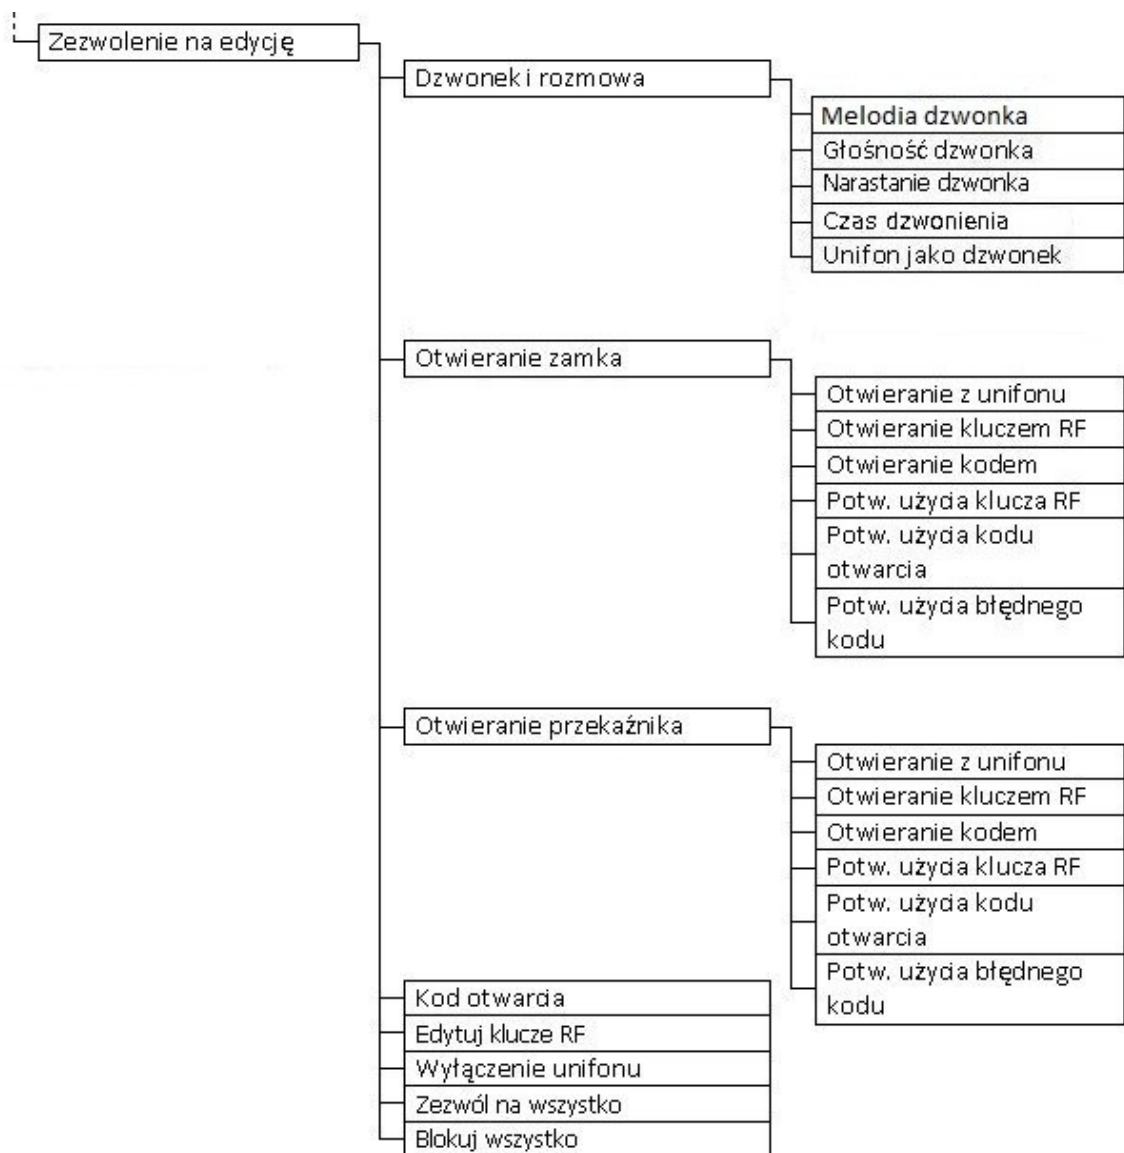 Zezwolenie na edycję
Dzwonek i rozmowa
Melodia dzwonka
Głośność dzwonka
Narastanie dzwonka
Czas dzwonienia
Unifon jako dzwonek
Otwieranie zamka
Otwieranie z unifonu
Otwieranie kluczem RF
Otwieranie kodem
Potw. użycia klucza RF
Potw. użycia kodu
otwarcia
Potw. użycia błędnego
kodu
Otwieranie przekaźnika
Otwieranie z unifonu
Otwieranie kluczem RF
Otwieranie kodem
Potw. użycia klucza RF
Potw. użycia kodu
otwarcia
Potw. użycia błędnego
kodu
Kod otwarcia
Edytuj klucze RF
Wyłączenie unifonu
Zezwól na wszystko
Blokuj wszystko